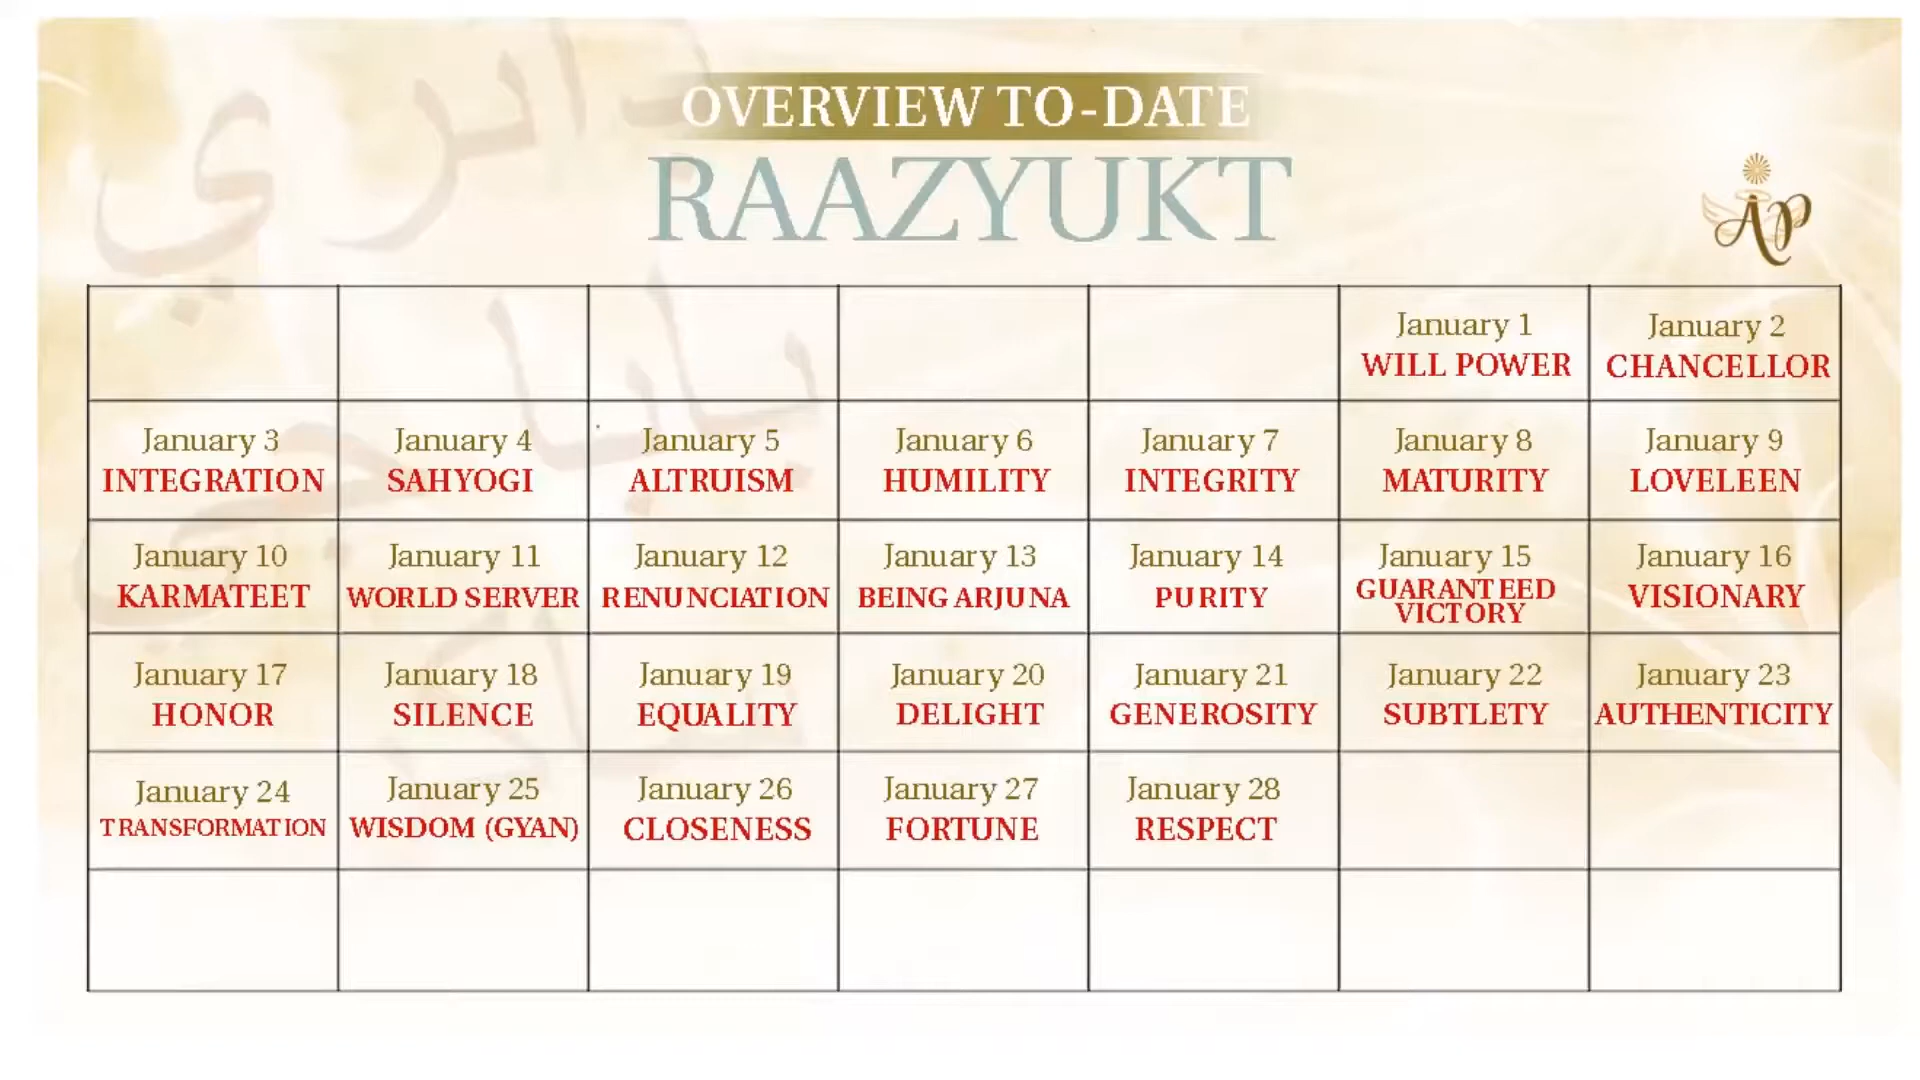 OVERVIEW TO-DATE
RAAZYUKT
AP
January 1
WILL POWER
January 2
CHANCELLOR
January 3
INTEGRATION
January 4
SAHYOGI
January 5
ALTRUISM
January 6
HUMILITY
January 7
INTEGRITY
January 8
MATURITY
January 9
LOVELEEN
January 10
KARMATEET
January 11
WORLD SERVER
January 12
RENUNCIATION
January 13
BEING ARJUNA
January 14
PURITY
January 15
GUARANTEED
VICTORY
January 16
VISIONARY
January 17
HONOR
January 18
SILENCE
January 19
EQUALITY
January 20
DELIGHT
January 21
GENEROSITY
January 22
SUBTLETY
January 23
AUTHENTICITY
January 24
TRANSFORMATION
January 25
WISDOM (GYAN)
January 26
CLOSENESS
January 27
FORTUNE
January 28
RESPECT